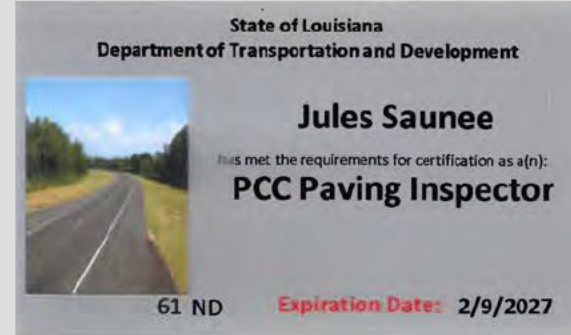 State of Louisiana
Department of Transportation and Development
Jules Saunee
has met the requirements for certification as a(n):
PCC Paving Inspector
61 ND
Expiration Date: 2/9/2027